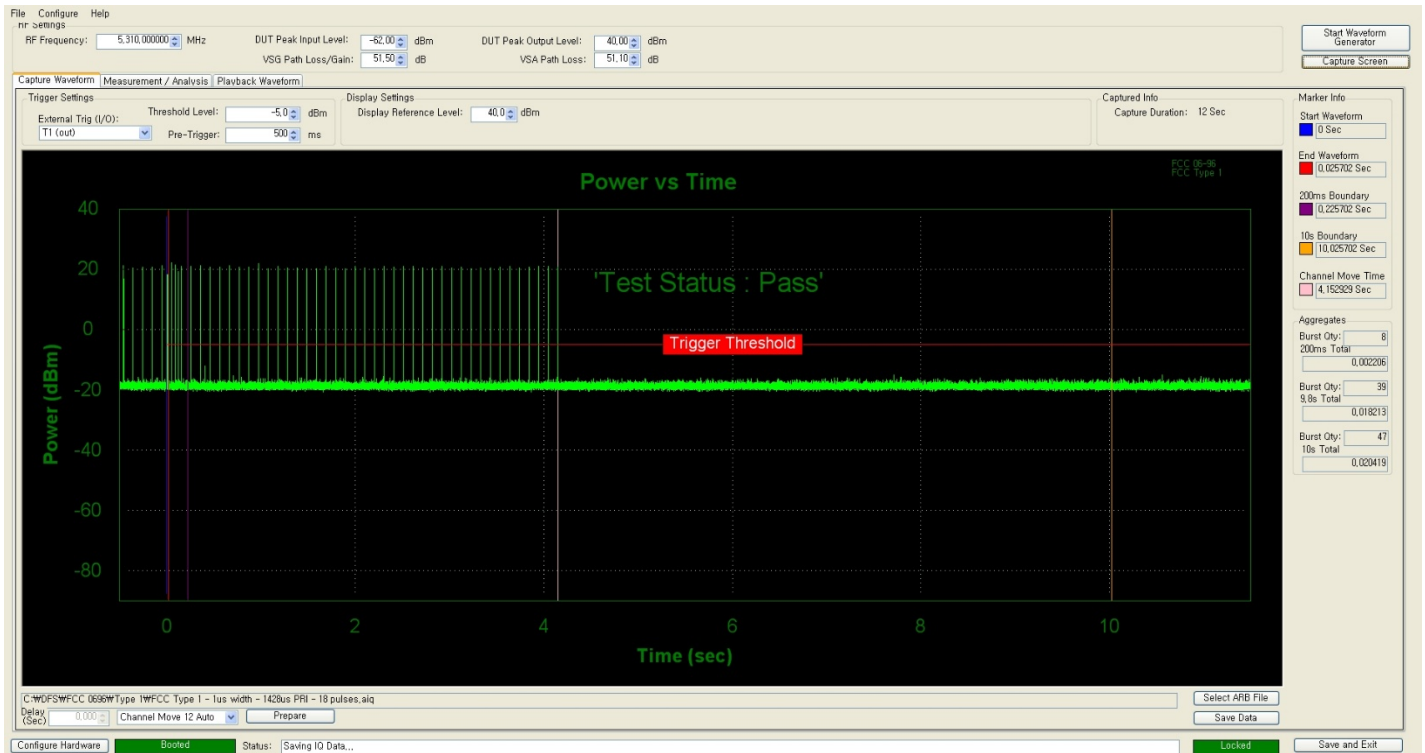 File Configure Help
RF Settings
RF Frequency: 5,310,000000 MHz
DUT Peak Input Level: -62,00 dBm
DUT Peak Output Level: 40,00 dBm
VSG Path Loss/Gain: 51,50 dB
VSA Path Loss: 51,10 dB
Start Waveform Generator
Capture Screen
Capture Waveform Measurement / Analysis Playback Waveform
Trigger Settings
External Trig (I/O):
T1 (out)
Threshold Level: -5,0 dBm
Pre-Trigger: 500 ms
Display Settings
Display Reference Level: 40,0 dBm
Captured Info
Capture Duration: 12 Sec
Marker Info
Start Waveform
0 Sec
End Waveform
0,025702 Sec
200ms Boundary
0,225702 Sec
10s Boundary
10,025702 Sec
Channel Move Time
4,152929 Sec
Aggregates
Burst Qty: 8
200ms Total
0,002206
Burst Qty: 39
9,8s Total
0,018213
Burst Qty: 47
10s Total
0,020419
FCC 06-96
FCC Type 1
Power vs Time
'Test Status : Pass'
Trigger Threshold
Power (dBm)
40
20
0
-20
-40
-60
-80
0 2 4 6 8 10
Time (sec)
C:₩DFS₩FCC 0696₩Type 1₩FCC Type 1 - 1us width - 1428us PRI - 18 pulses,aiq
Select ARB File
Delay (Sec) 0,000
Channel Move 12 Auto
Prepare
Save Data
Configure Hardware
Booted
Status: Saving IQ Data,,,
Locked
Save and Exit